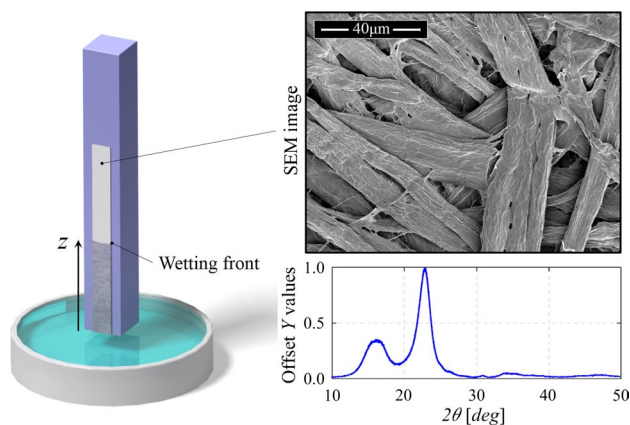 40μm
SEM image
z
Wetting front
Offset Y values
1.0
0.5
0.0
10
20
30
40
50
2θ [deg]